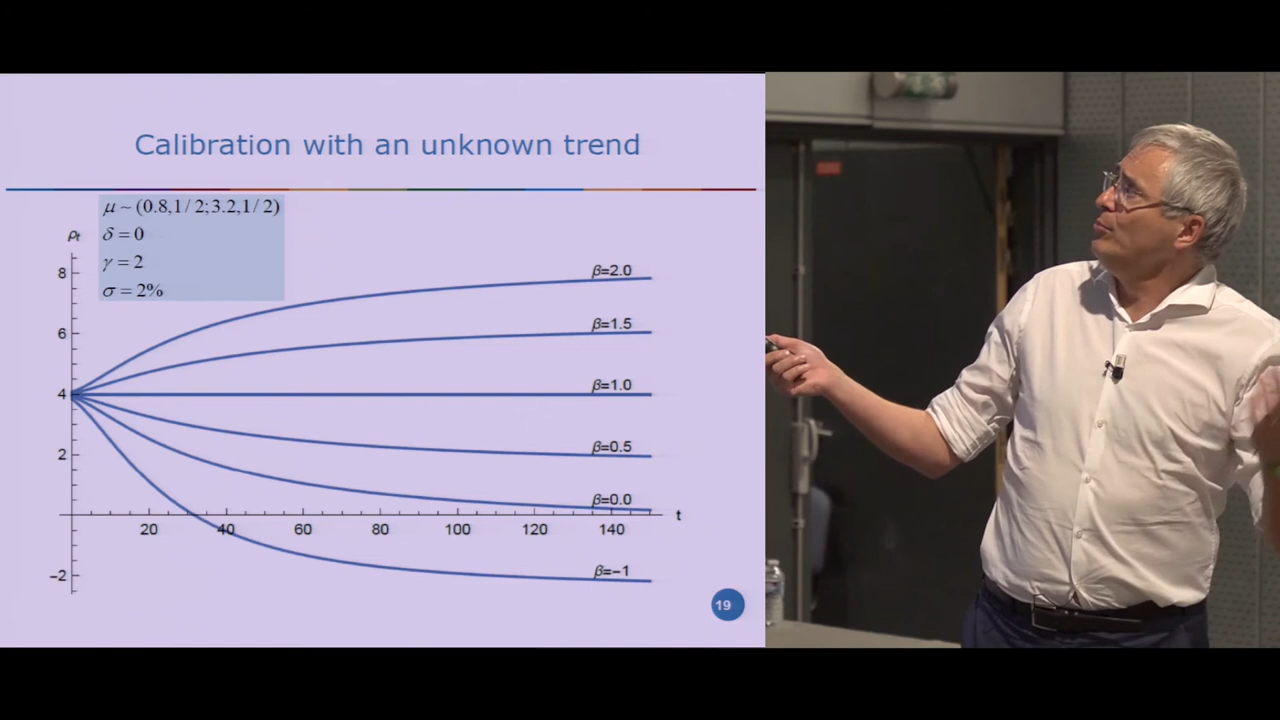 Calibration with an unknown trend
μ ~ (0.8,1/2;3.2,1/2)
δ = 0
γ = 2
σ = 2%
ρt
8
6
4
2
-2
20 40 60 80 100 120 140 t
β=2.0
β=1.5
β=1.0
β=0.5
β=0.0
β=-1
19